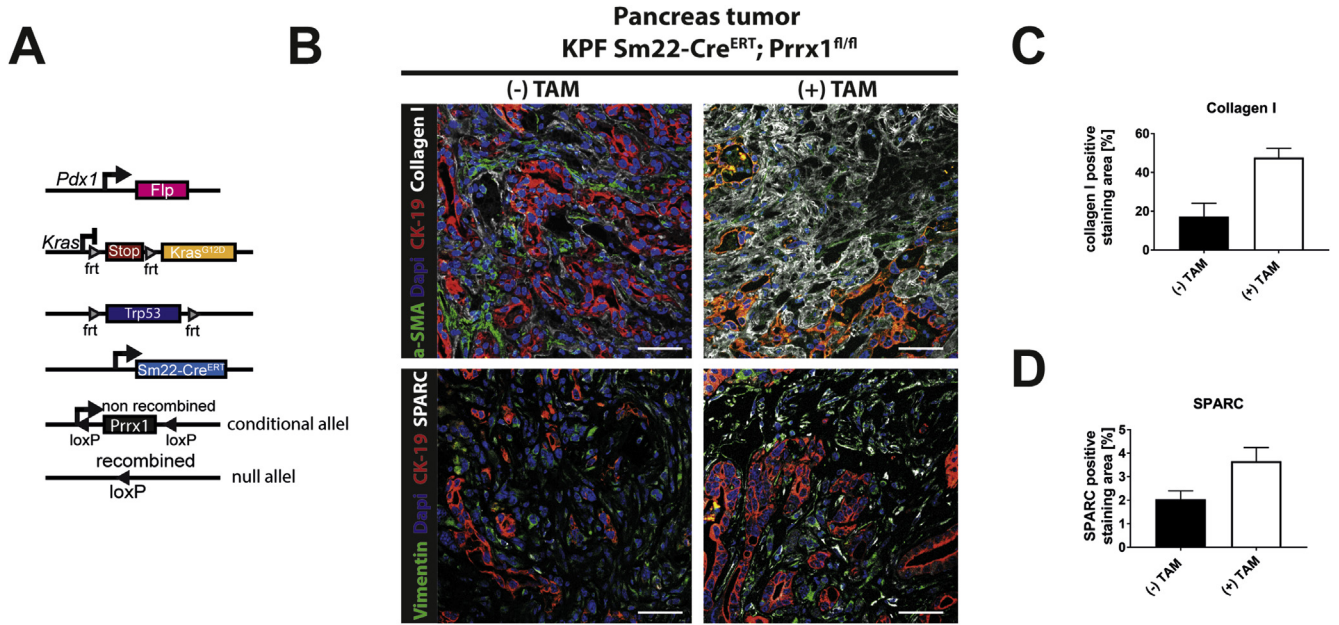 A
Pdx1
Flp
Kras
Stop
Kras^G12D
frt
frt
Trp53
frt
frt
Sm22-Cre^ERT
non recombined
Prrx1
conditional allel
loxP
loxP
recombined
null allel
loxP
B
Pancreas tumor
KPF Sm22-Cre^ERT; Prrx1^fl/fl
(-) TAM
(+) TAM
a-SMA Dapi CK-19 Collagen I
Vimentin Dapi CK-19 SPARC
C
Collagen I
collagen I positive
staining area [%]
60
40
20
0
(-) TAM
(+) TAM
D
SPARC
SPARC positive
staining area [%]
5
4
3
2
1
0
(-) TAM
(+) TAM